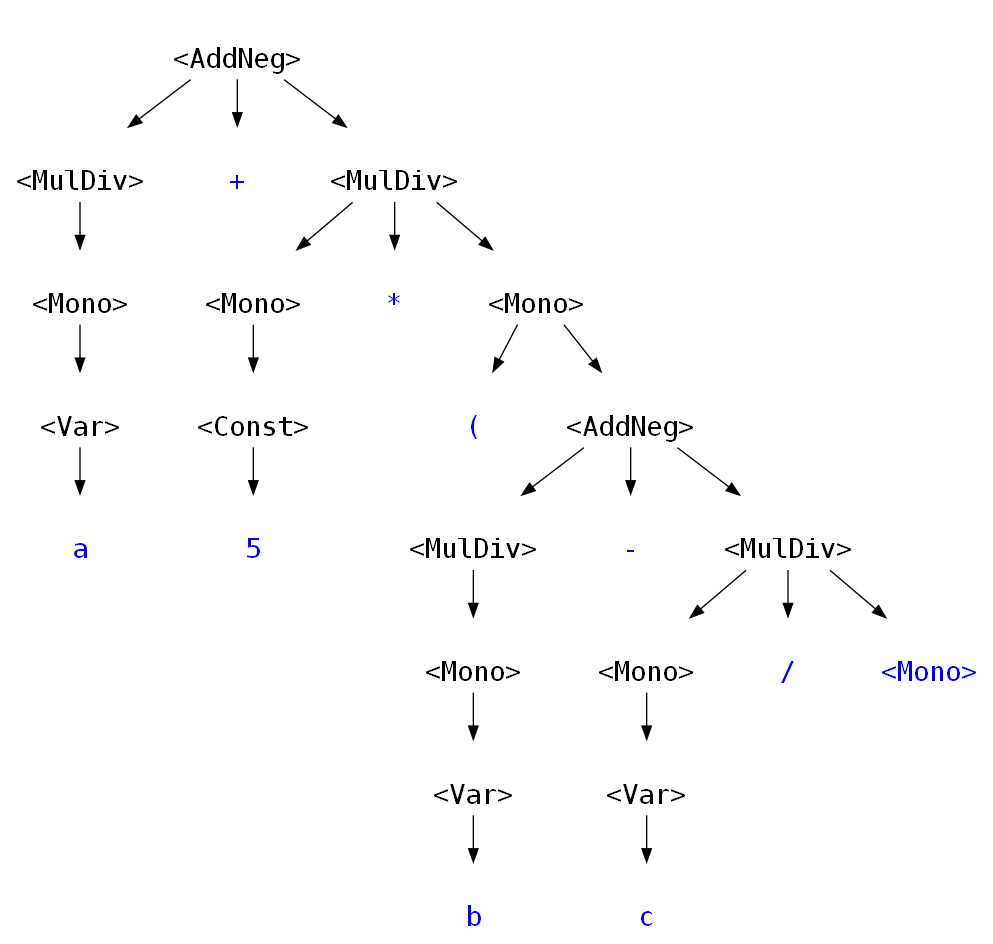 <AddNeg>
<MulDiv> + <MulDiv>
<Mono> <Mono> * <Mono>
<Var> <Const> ( <AddNeg>
a 5 <MulDiv> - <MulDiv>
<Mono> <Mono> / <Mono>
<Var> <Var>
b c